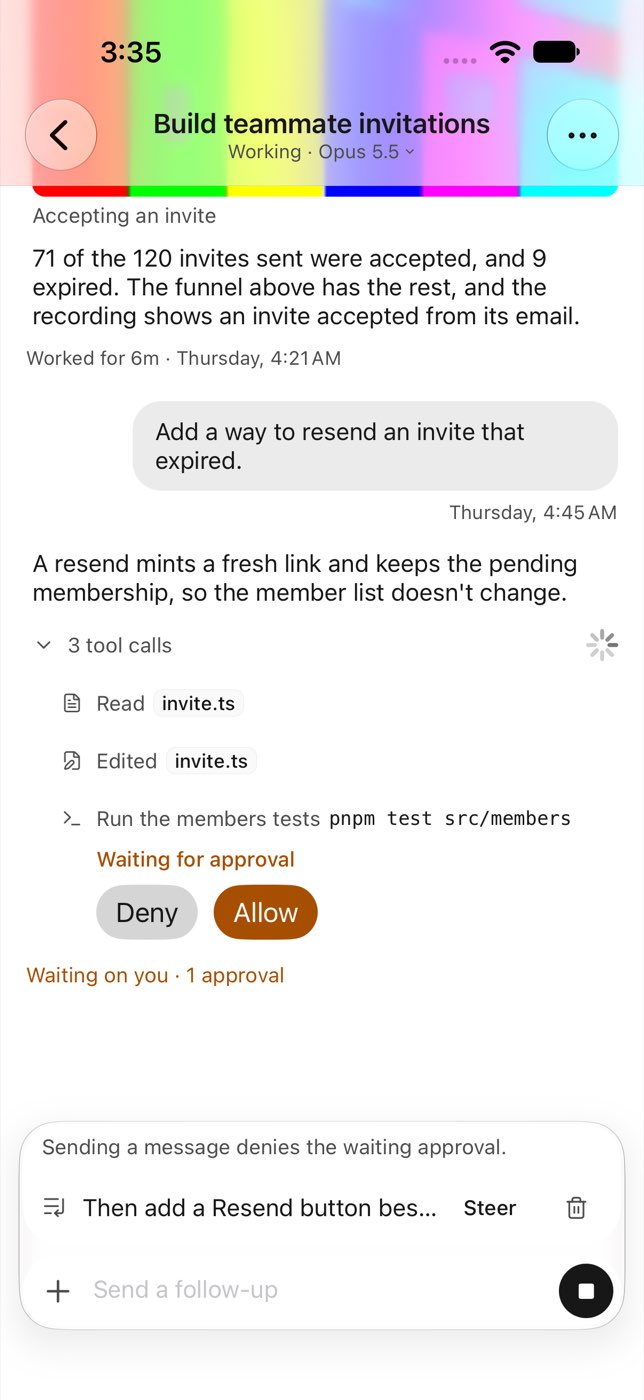 3:35
Build teammate invitations
Working · Opus 5.5
Accepting an invite
71 of the 120 invites sent were accepted, and 9
expired. The funnel above has the rest, and the
recording shows an invite accepted from its email.
Worked for 6m · Thursday, 4:21 AM
Add a way to resend an invite that
expired.
Thursday, 4:45 AM
A resend mints a fresh link and keeps the pending
membership, so the member list doesn't change.
3 tool calls
Read invite.ts
Edited invite.ts
Run the members tests pnpm test src/members
Waiting for approval
Deny Allow
Waiting on you · 1 approval
Sending a message denies the waiting approval.
Then add a Resend button bes... Steer
Send a follow-up